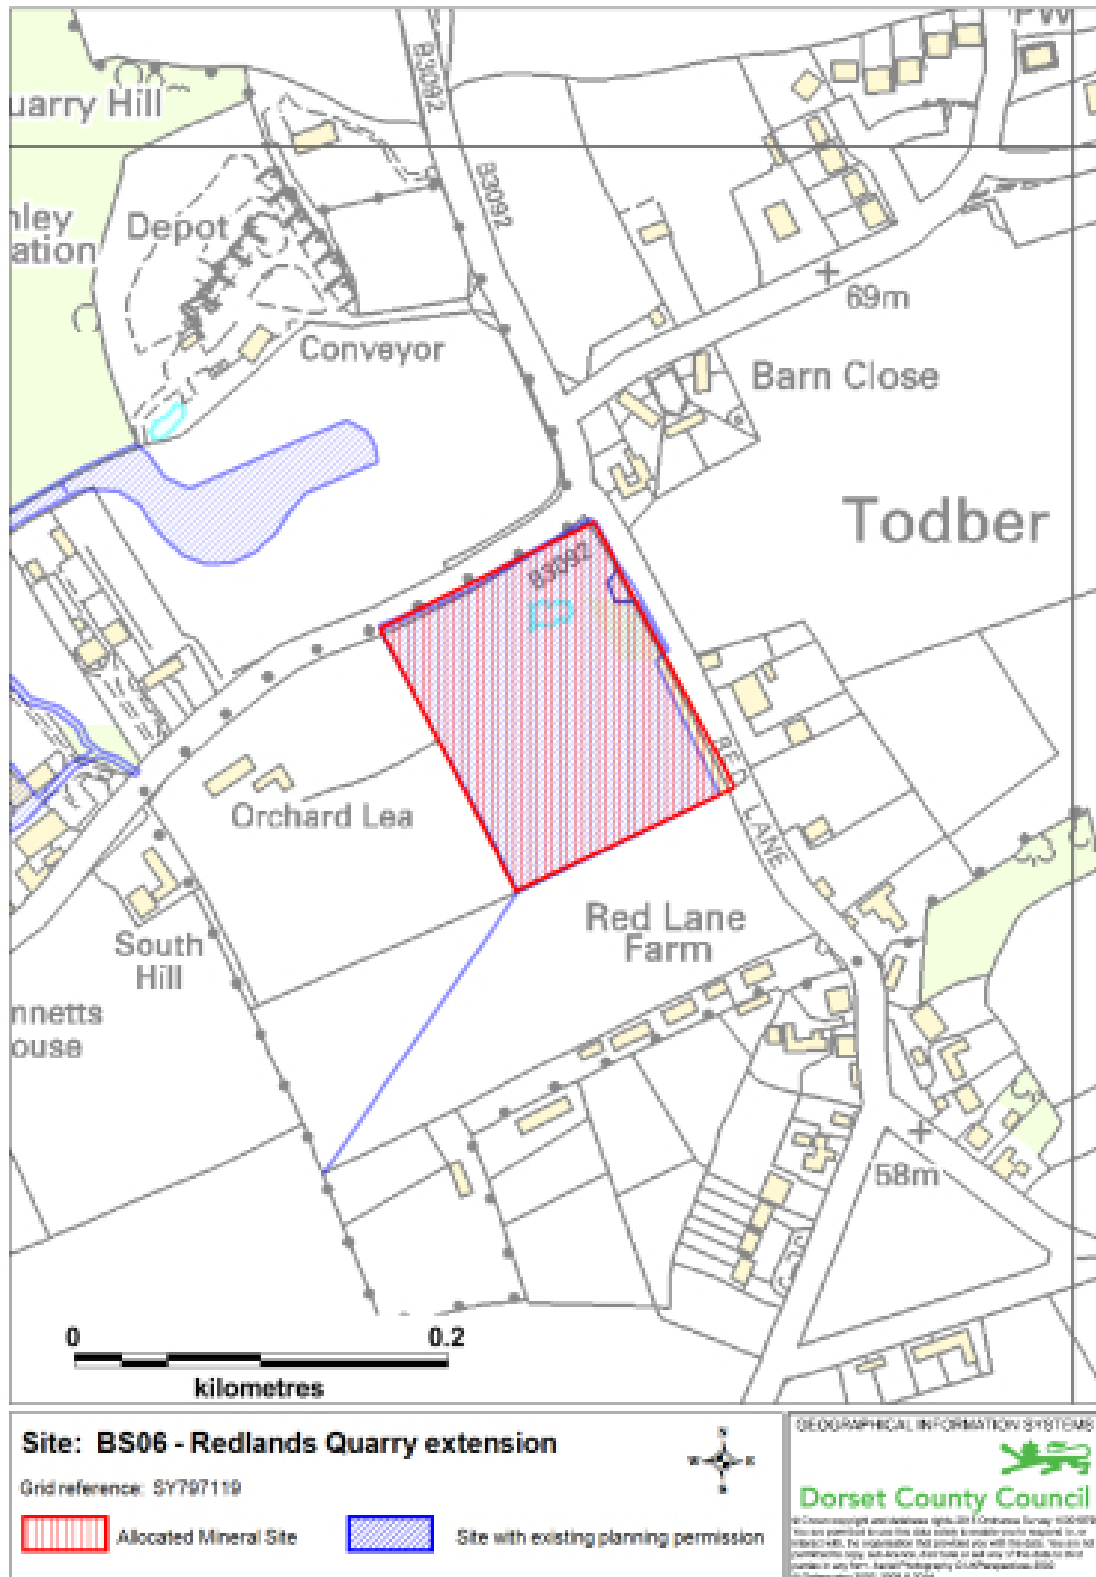 PW
B3092
uarry Hill
B3092
nley
ation
Depot
69m
Conveyor
Barn Close
Todber
B3092
RED LANE
Orchard Lea
Red Lane
Farm
South
Hill
nnetts
ouse
58m
0 0.2
kilometres
Site: BS06 - Redlands Quarry extension
Grid reference: SY797119
N
W E
S
Allocated Mineral Site
Site with existing planning permission
GEOGRAPHICAL INFORMATION SYSTEMS
Dorset County Council